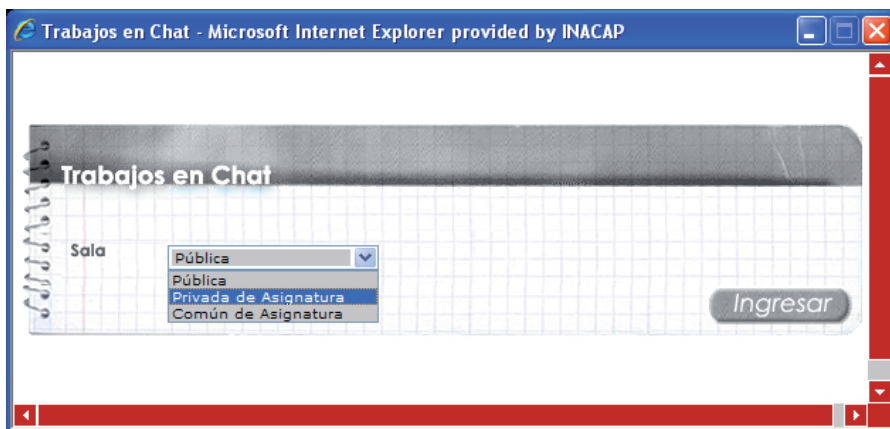 Trabajos en Chat - Microsoft Internet Explorer provided by INACAP
Trabajos en Chat
Sala
Pública
Pública
Privada de Asignatura
Común de Asignatura
Ingresar